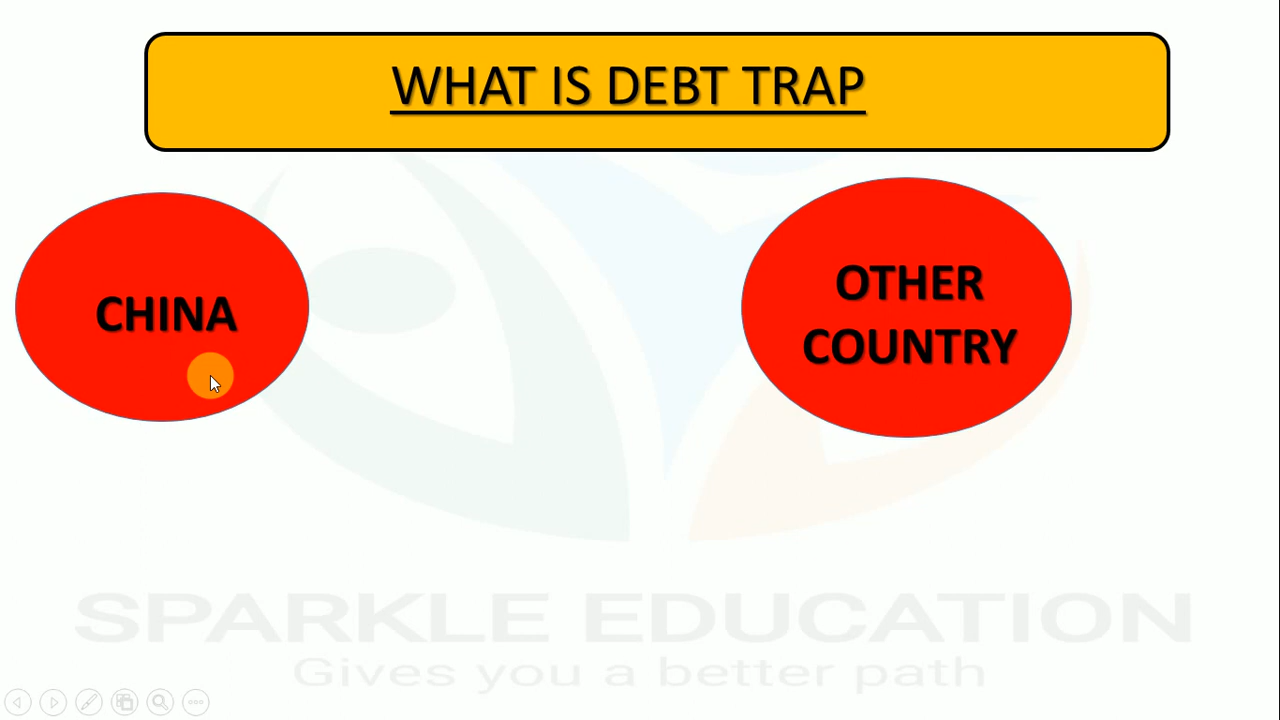 WHAT IS DEBT TRAP
CHINA
OTHER
COUNTRY
SPARKLE EDUCATION
Gives you a better path